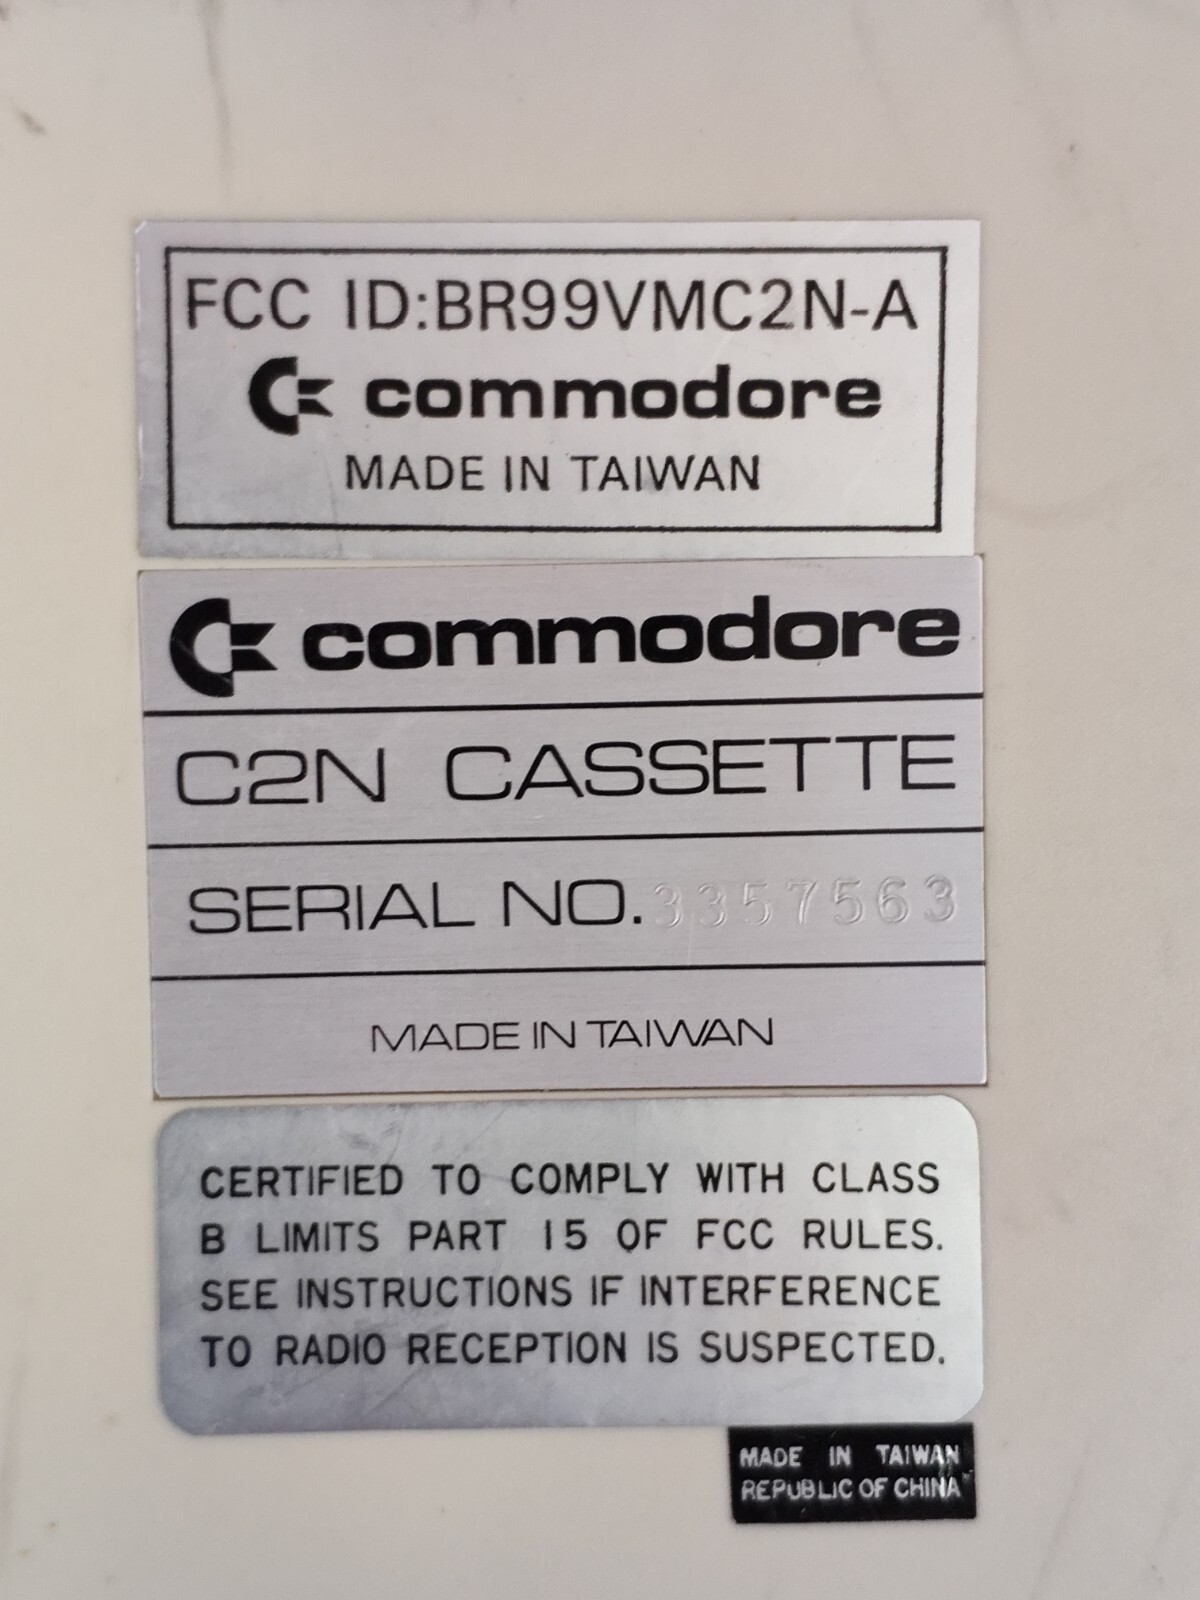 FCC ID:BR99VMC2N-A
commodore
MADE IN TAIWAN
commodore
C2N CASSETTE
SERIAL NO. 3357563
MADE IN TAIWAN
CERTIFIED TO COMPLY WITH CLASS
B LIMITS PART 15 OF FCC RULES.
SEE INSTRUCTIONS IF INTERFERENCE
TO RADIO RECEPTION IS SUSPECTED.
MADE IN TAIWAN
REPUBLIC OF CHINA